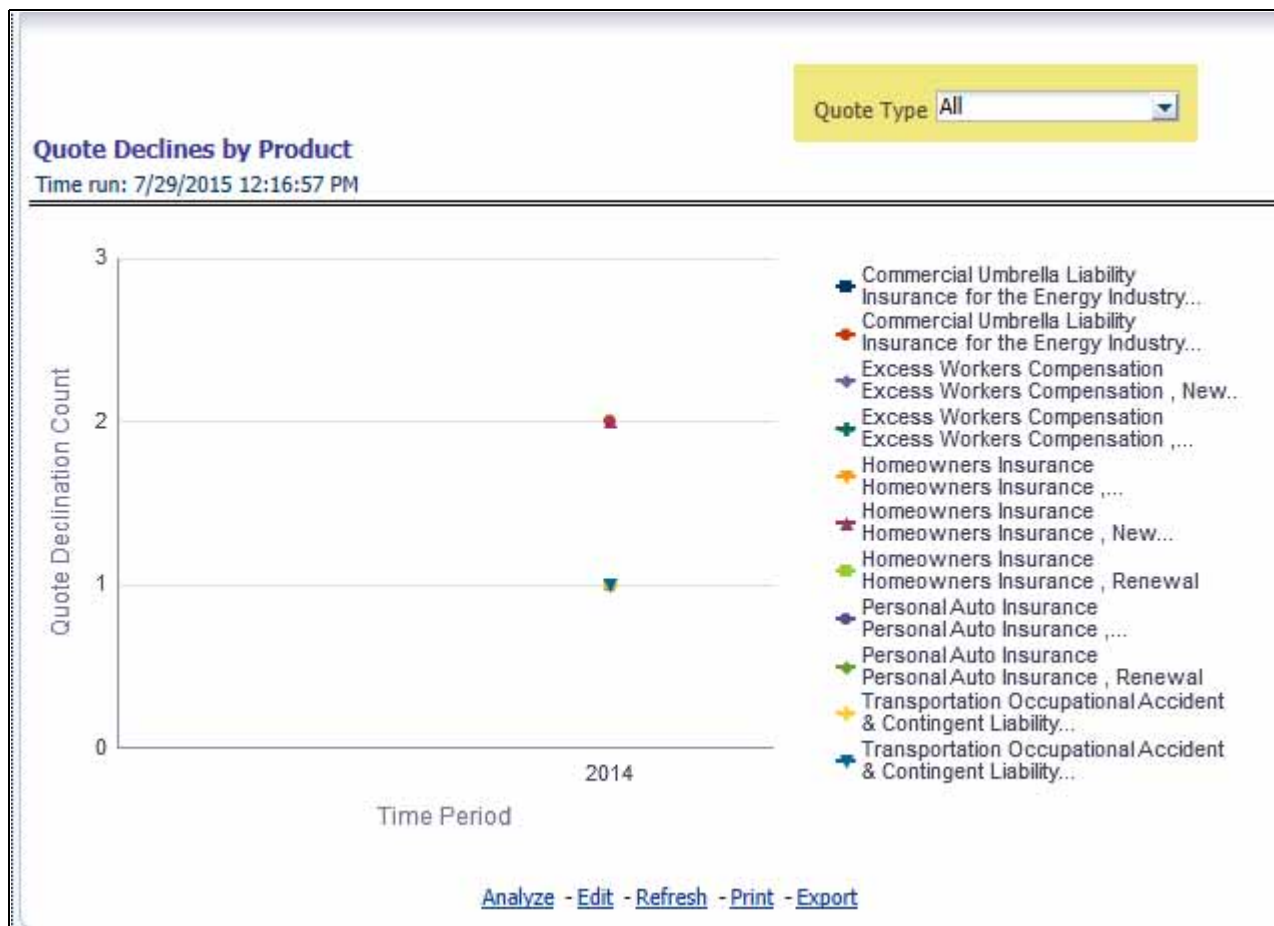 Quote Type All
Quote Declines by Product
Time run: 7/29/2015 12:16:57 PM
3
2
1
0
Quote Declination Count
2014
Time Period
Commercial Umbrella Liability
Insurance for the Energy Industry...
Commercial Umbrella Liability
Insurance for the Energy Industry...
Excess Workers Compensation
Excess Workers Compensation , New..
Excess Workers Compensation
Excess Workers Compensation ,...
Homeowners Insurance
Homeowners Insurance ,...
Homeowners Insurance
Homeowners Insurance , New...
Homeowners Insurance
Homeowners Insurance , Renewal
Personal Auto Insurance
Personal Auto Insurance ,...
Personal Auto Insurance
Personal Auto Insurance , Renewal
Transportation Occupational Accident
& Contingent Liability...
Transportation Occupational Accident
& Contingent Liability...
Analyze - Edit - Refresh - Print - Export